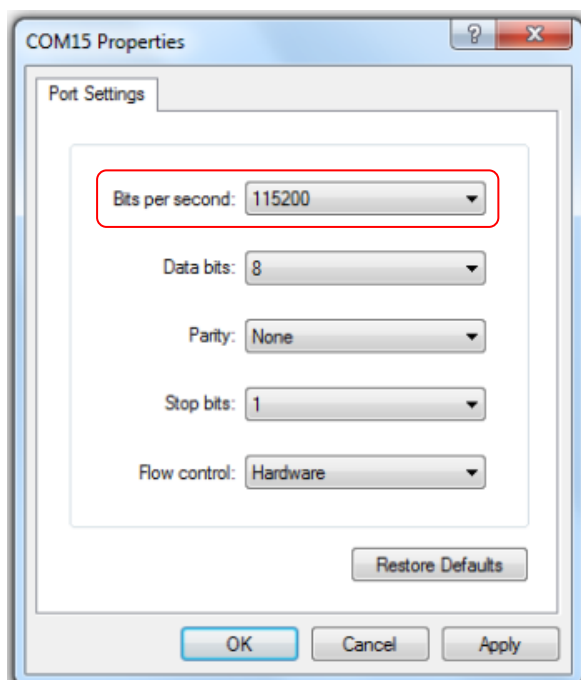 COM15 Properties
Port Settings
Bits per second: 115200
Data bits: 8
Parity: None
Stop bits: 1
Flow control: Hardware
Restore Defaults
OK Cancel Apply